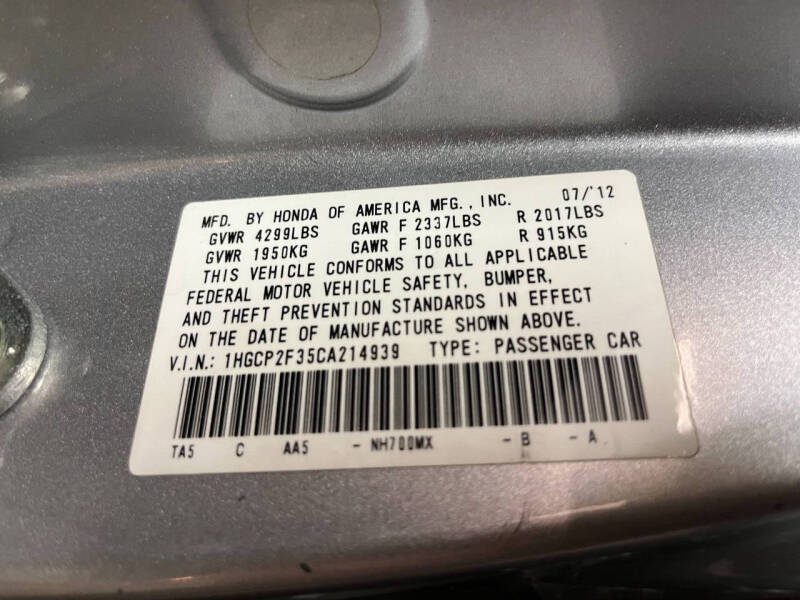 MFD. BY HONDA OF AMERICA MFG., INC. 07/'12
GVWR 4299LBS GAWR F 2337LBS R 2017LBS
GVWR 1950KG GAWR F 1060KG R 915KG
THIS VEHICLE CONFORMS TO ALL APPLICABLE
FEDERAL MOTOR VEHICLE SAFETY, BUMPER,
AND THEFT PREVENTION STANDARDS IN EFFECT
ON THE DATE OF MANUFACTURE SHOWN ABOVE.
V.I.N.: 1HGCP2F35CA214939 TYPE: PASSENGER CAR
TA5 C AA5 - NH700MX - B - A